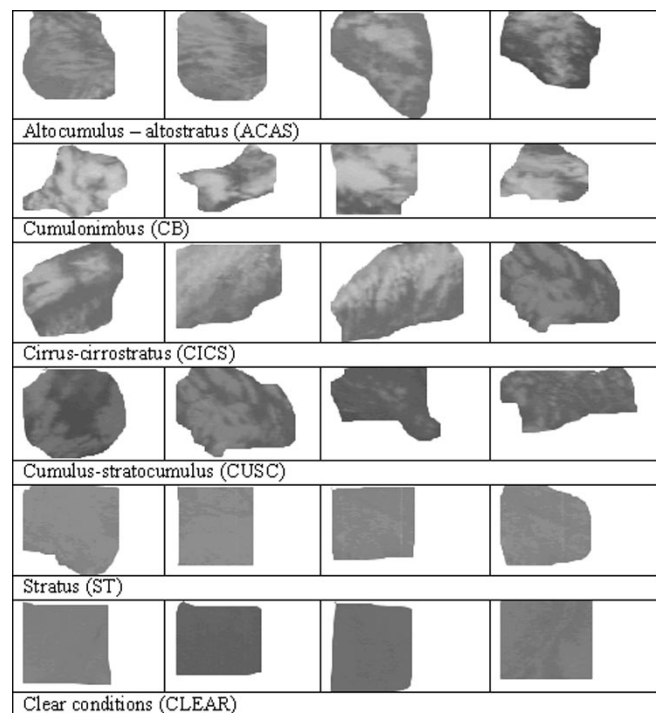 Altocumulus – altostratus (ACAS)
Cumulonimbus (CB)
Cirrus-cirrostratus (CICS)
Cumulus-stratocumulus (CUSC)
Stratus (ST)
Clear conditions (CLEAR)